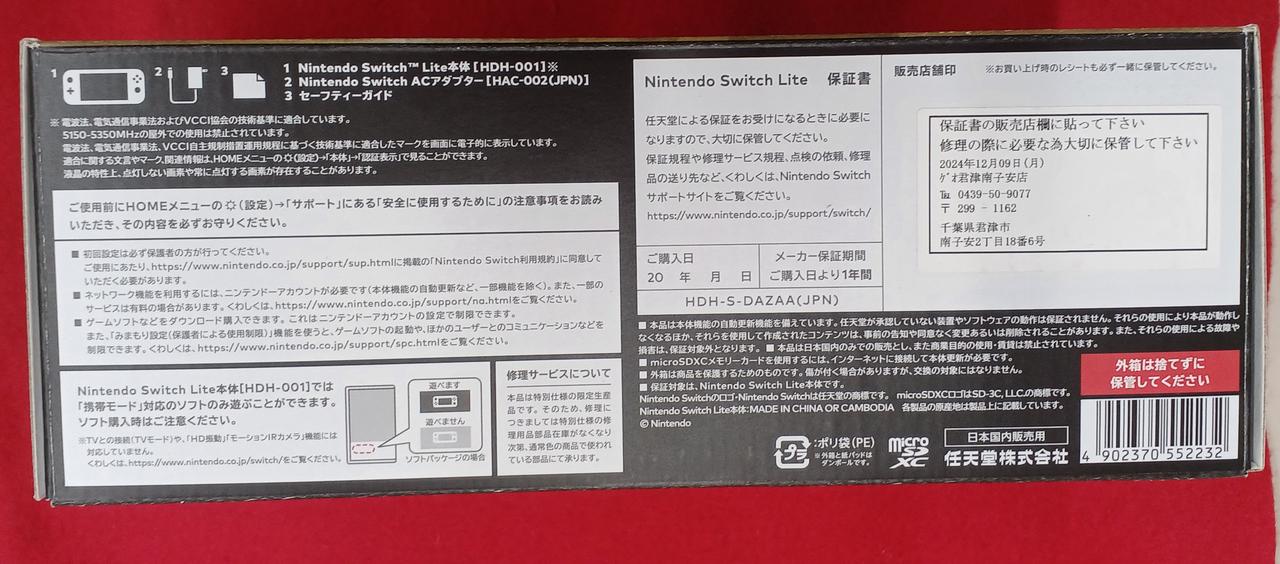 1
2
3
1 Nintendo Switch™ Lite本体[HDH-001]※
2 Nintendo Switch ACアダプター[HAC-002(JPN)]
3 セーフティーガイド
※ 電波法、電気通信事業法およびVCCI協会の技術基準に適合しています。
5150-5350MHzの屋外での使用は禁止されています。
電波法、電気通信事業法、VCCI自主規制措置運用規程に基づく技術基準に適合したマークを画面に電子的に表示しています。
適合に関する文言やマーク、関連情報は、HOMEメニューの(設定)→「本体」→「認証表示」で見ることができます。
液晶の特性上、点灯しない画素や常に点灯する画素が存在することがあります。
ご使用前にHOMEメニューの(設定)→「サポート」にある「安全に使用するために」の注意事項をお読み
いただき、その内容を必ずお守りください。
■ 初回設定は必ず保護者の方が行ってください。
ご使用にあたり、https://www.nintendo.co.jp/support/sup.htmlに掲載の「Nintendo Switch利用規約」に同意して
いただく必要があります。
■ ネットワーク機能を利用するには、ニンテンドーアカウントが必要です(本体機能の自動更新など、一部機能を除く)。また、一部の
サービスは有料の場合があります。くわしくは、https://www.nintendo.co.jp/support/na.htmlをご覧ください。
■ ゲームソフトなどをダウンロード購入できます。これはニンテンドーアカウントの設定で制限できます。
また、「みまもり設定(保護者による使用制限)」機能を使うと、ゲームソフトの起動や、ほかのユーザーとのコミュニケーションなどを
制限できます。くわしくは、https://www.nintendo.co.jp/support/spc.htmlをご覧ください。
Nintendo Switch Lite本体[HDH-001]では
「携帯モード」対応のソフトのみ遊ぶことができます。
ソフト購入時はご注意ください。
※TVとの接続(TVモード)や、「HD振動」「モーションIRカメラ」機能には
対応していません。
くわしくは、https://www.nintendo.co.jp/switch/をご覧ください。
遊べます
遊べません
ソフトパッケージの場合
修理サービスについて
本品は特別仕様の限定生産
品です。そのため、修理に
つきましては特別仕様の修
理用品部品在庫がなくなり
次第、通常色の商品で使われ
ている部品にて承ります。
Nintendo Switch Lite 保証書
任天堂による保証をお受けになるときに必要に
なりますので、大切に保管してください。
保証規程や修理サービス規程、点検の依頼、修理
品の送り先など、くわしくは、Nintendo Switch
サポートサイトをご覧ください。
https://www.nintendo.co.jp/support/switch/
ご購入日
20 年 月 日
メーカー保証期間
ご購入日より1年間
HDH-S-DAZAA(JPN)
販売店舗印 ※お買い上げ時のレシートも必ず一緒に保管してください。
保証書の販売店欄に貼って下さい
修理の際に必要な為大切に保管して下さい
2024年12月09日(月)
ゲオ君津南子安店
℡ 0439-50-9077
〒 299 - 1162
千葉県君津市
南子安2丁目18番6号
■ 本品は本体機能の自動更新機能を備えています。任天堂が承認していない装置やソフトウェアの動作は保証されません。それらの使用により本品が動作し
なくなるほか、それらを使用して作成されたコンテンツは、事前の告知や同意なく変更あるいは削除されることがあります。また、それらの使用による故障や
損害は、保証対象外となります。 ■ 本品は日本国内のみでの販売とし、また商業目的の使用・賃貸は禁止されています。
■ microSDXCメモリーカードを使用するには、インターネットに接続して本体更新が必要です。
■ 外箱は商品を保護するためのものです。傷が付く場合がありますが、交換の対象にはなりません。
■ 保証対象は、Nintendo Switch Lite本体です。
Nintendo Switchのロゴ・Nintendo Switchは任天堂の商標です。 microSDXCロゴはSD-3C, LLC.の商標です。
Nintendo Switch Lite本体：MADE IN CHINA OR CAMBODIA 各製品の原産地は製品上に記載しています。
© Nintendo
外箱は捨てずに
保管してください
プラ
:ポリ袋(PE)
※外箱と紙パッドは
ダンボールです。
micro
SD
XC
日本国内販売用
任天堂株式会社
4 902370 552232